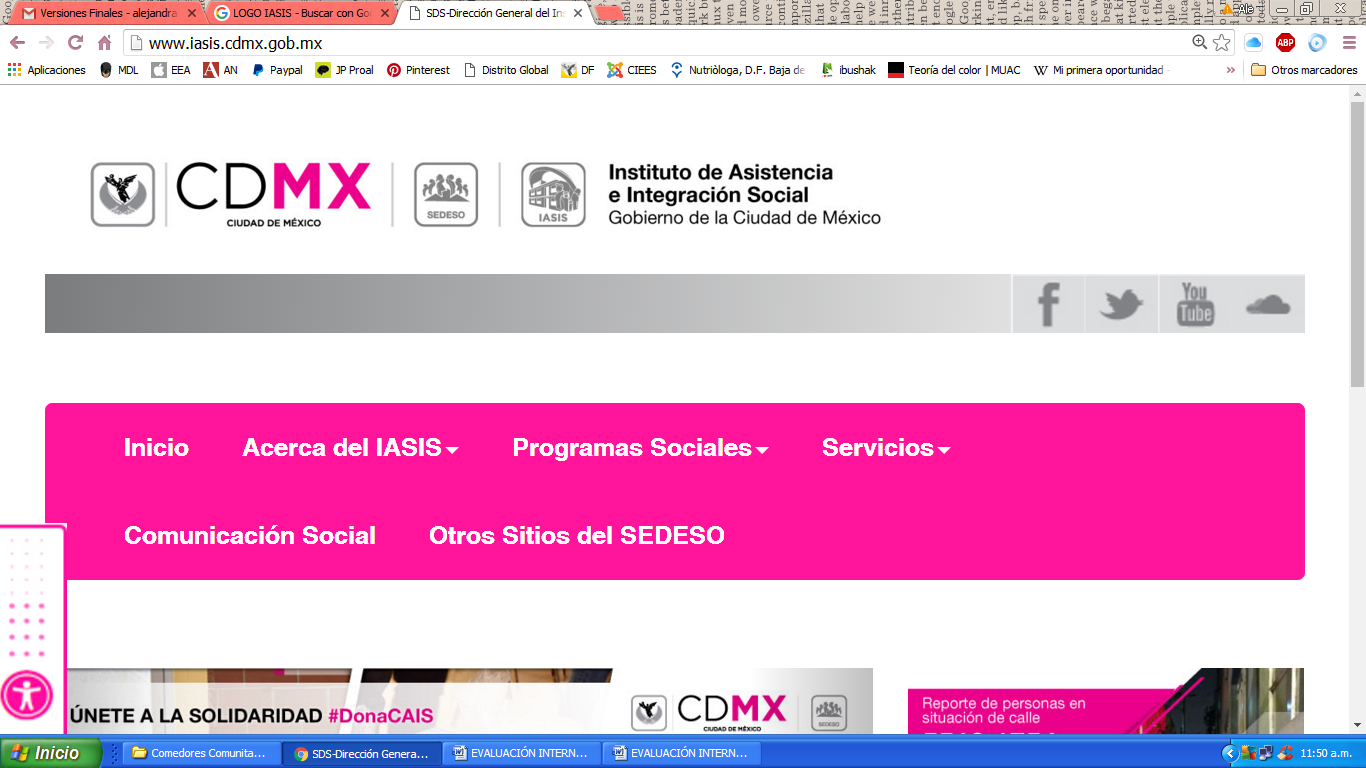 Versiones Finales - alejandra
LOGO IASIS - Buscar con Go
SDS-Dirección General del Ins
Ale
www.iasis.cdmx.gob.mx
ABP
Aplicaciones
MDL
EEA
AN
Paypal
JP Proal
Pinterest
Distrito Global
DF
CIEES
Nutriòloga, D.F. Baja de
ibushak
Teoría del color | MUAC
Mi primera oportunidad -
Otros marcadores
CDMX
CIUDAD DE MÉXICO
SEDESO
IASIS
Instituto de Asistencia
e Integración Social
Gobierno de la Ciudad de México
You
Tube
Inicio
Acerca del IASIS
Programas Sociales
Servicios
Comunicación Social
Otros Sitios del SEDESO
ÚNETE A LA SOLIDARIDAD #DonaCAIS
CDMX
CIUDAD DE MÉXICO
SEDESO
Reporte de personas en
situación de calle
Inicio
Comedores Comunita...
SDS-Dirección Genera...
EVALUACIÓN INTERN...
EVALUACIÓN INTERN...
11:50 a.m.